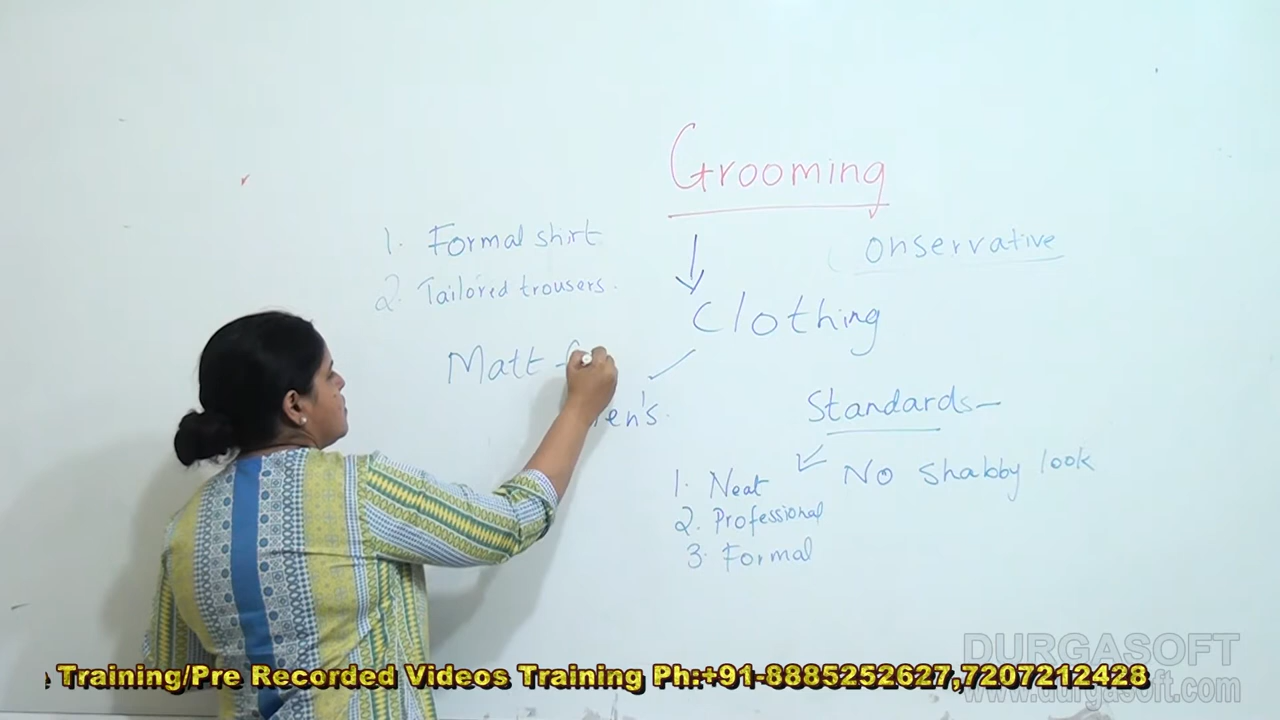 Grooming
1. Formal shirt
onservative
2. Tailored trousers.
Clothing
Matt
Standards—
en's.
No shabby look
1. Neat
2. Professional
3. Formal
DURGASOFT
www.durgasoft.com
Training/Pre Recorded Videos Training Ph:+91-8885252627,7207212428